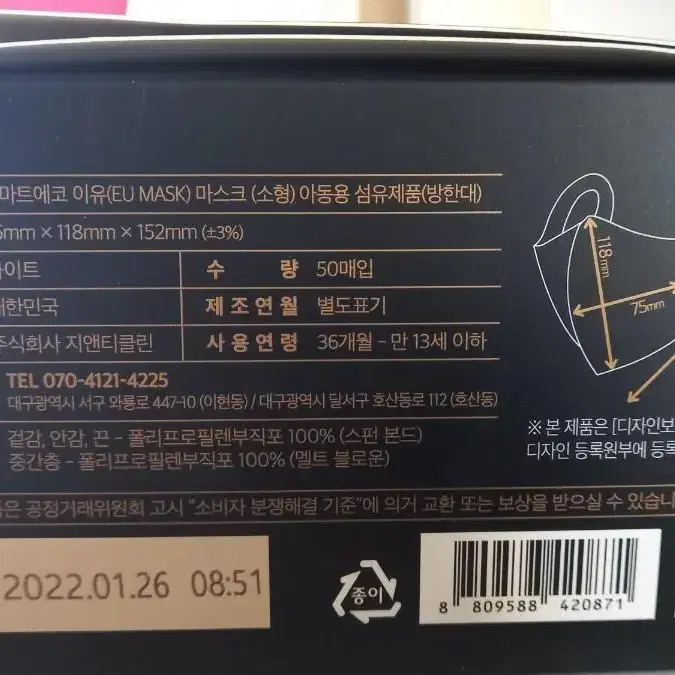 마트에코 이유(EU MASK) 마스크 (소형) 아동용 섬유제품(방한대)
5mm × 118mm × 152mm (±3%)
이트 수 량 50매입
대한민국 제조연월 별도표기
주식회사 지앤티클린 사용연령 36개월 – 만 13세 이하
TEL 070-4121-4225
대구광역시 서구 와룡로 447-10 (이현동) / 대구광역시 달서구 호산동로 112 (호산동)
겉감, 안감, 끈 – 폴리프로필렌부직포 100% (스펀 본드)
중간층 – 폴리프로필렌부직포 100% (멜트 블로운)
은 공정거래위원회 고시 "소비자 분쟁해결 기준"에 의거 교환 또는 보상을 받으실 수 있습니
118mm
75mm
※ 본 제품은 [디자인보
디자인 등록원부에 등록
2022.01.26 08:51
종이
8 809588 420871